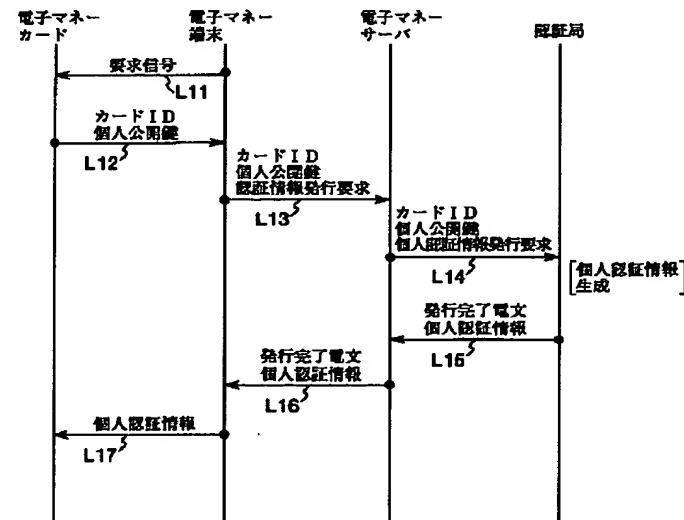 電子マネー
カード
電子マネー
端末
電子マネー
サーバ
認証局
要求信号
L11
カードID
個人公開鍵
L12
カードID
個人公開鍵
認証情報発行要求
L13
カードID
個人公開鍵
個人認証情報発行要求
L14
個人認証情報
生成
発行完了電文
個人認証情報
L15
発行完了電文
個人認証情報
L16
個人認証情報
L17